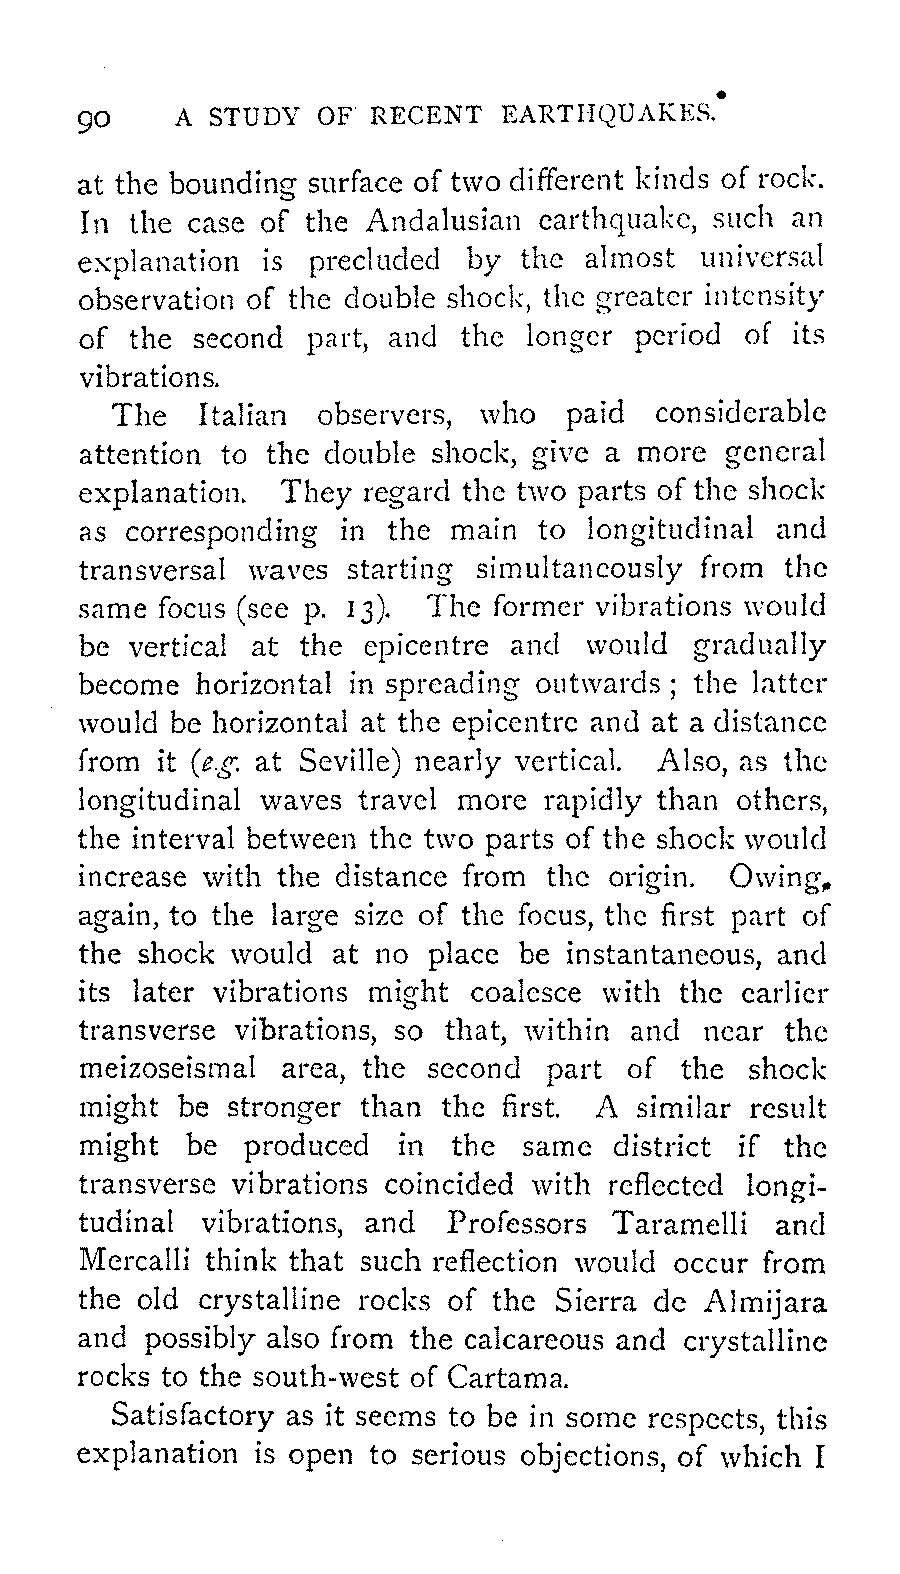 90 A STUDY OF RECENT EARTHQUAKES.
at the bounding surface of two different kinds of rock.
In the case of the Andalusian earthquake, such an
explanation is precluded by the almost universal
observation of the double shock, the greater intensity
of the second part, and the longer period of its
vibrations.
The Italian observers, who paid considerable
attention to the double shock, give a more general
explanation. They regard the two parts of the shock
as corresponding in the main to longitudinal and
transversal waves starting simultaneously from the
same focus (see p. 13). The former vibrations would
be vertical at the epicentre and would gradually
become horizontal in spreading outwards ; the latter
would be horizontal at the epicentre and at a distance
from it (e.g. at Seville) nearly vertical. Also, as the
longitudinal waves travel more rapidly than others,
the interval between the two parts of the shock would
increase with the distance from the origin. Owing,
again, to the large size of the focus, the first part of
the shock would at no place be instantaneous, and
its later vibrations might coalesce with the earlier
transverse vibrations, so that, within and near the
meizoseismal area, the second part of the shock
might be stronger than the first. A similar result
might be produced in the same district if the
transverse vibrations coincided with reflected longi-
tudinal vibrations, and Professors Taramelli and
Mercalli think that such reflection would occur from
the old crystalline rocks of the Sierra de Almijara
and possibly also from the calcareous and crystalline
rocks to the south-west of Cartama.
Satisfactory as it seems to be in some respects, this
explanation is open to serious objections, of which I